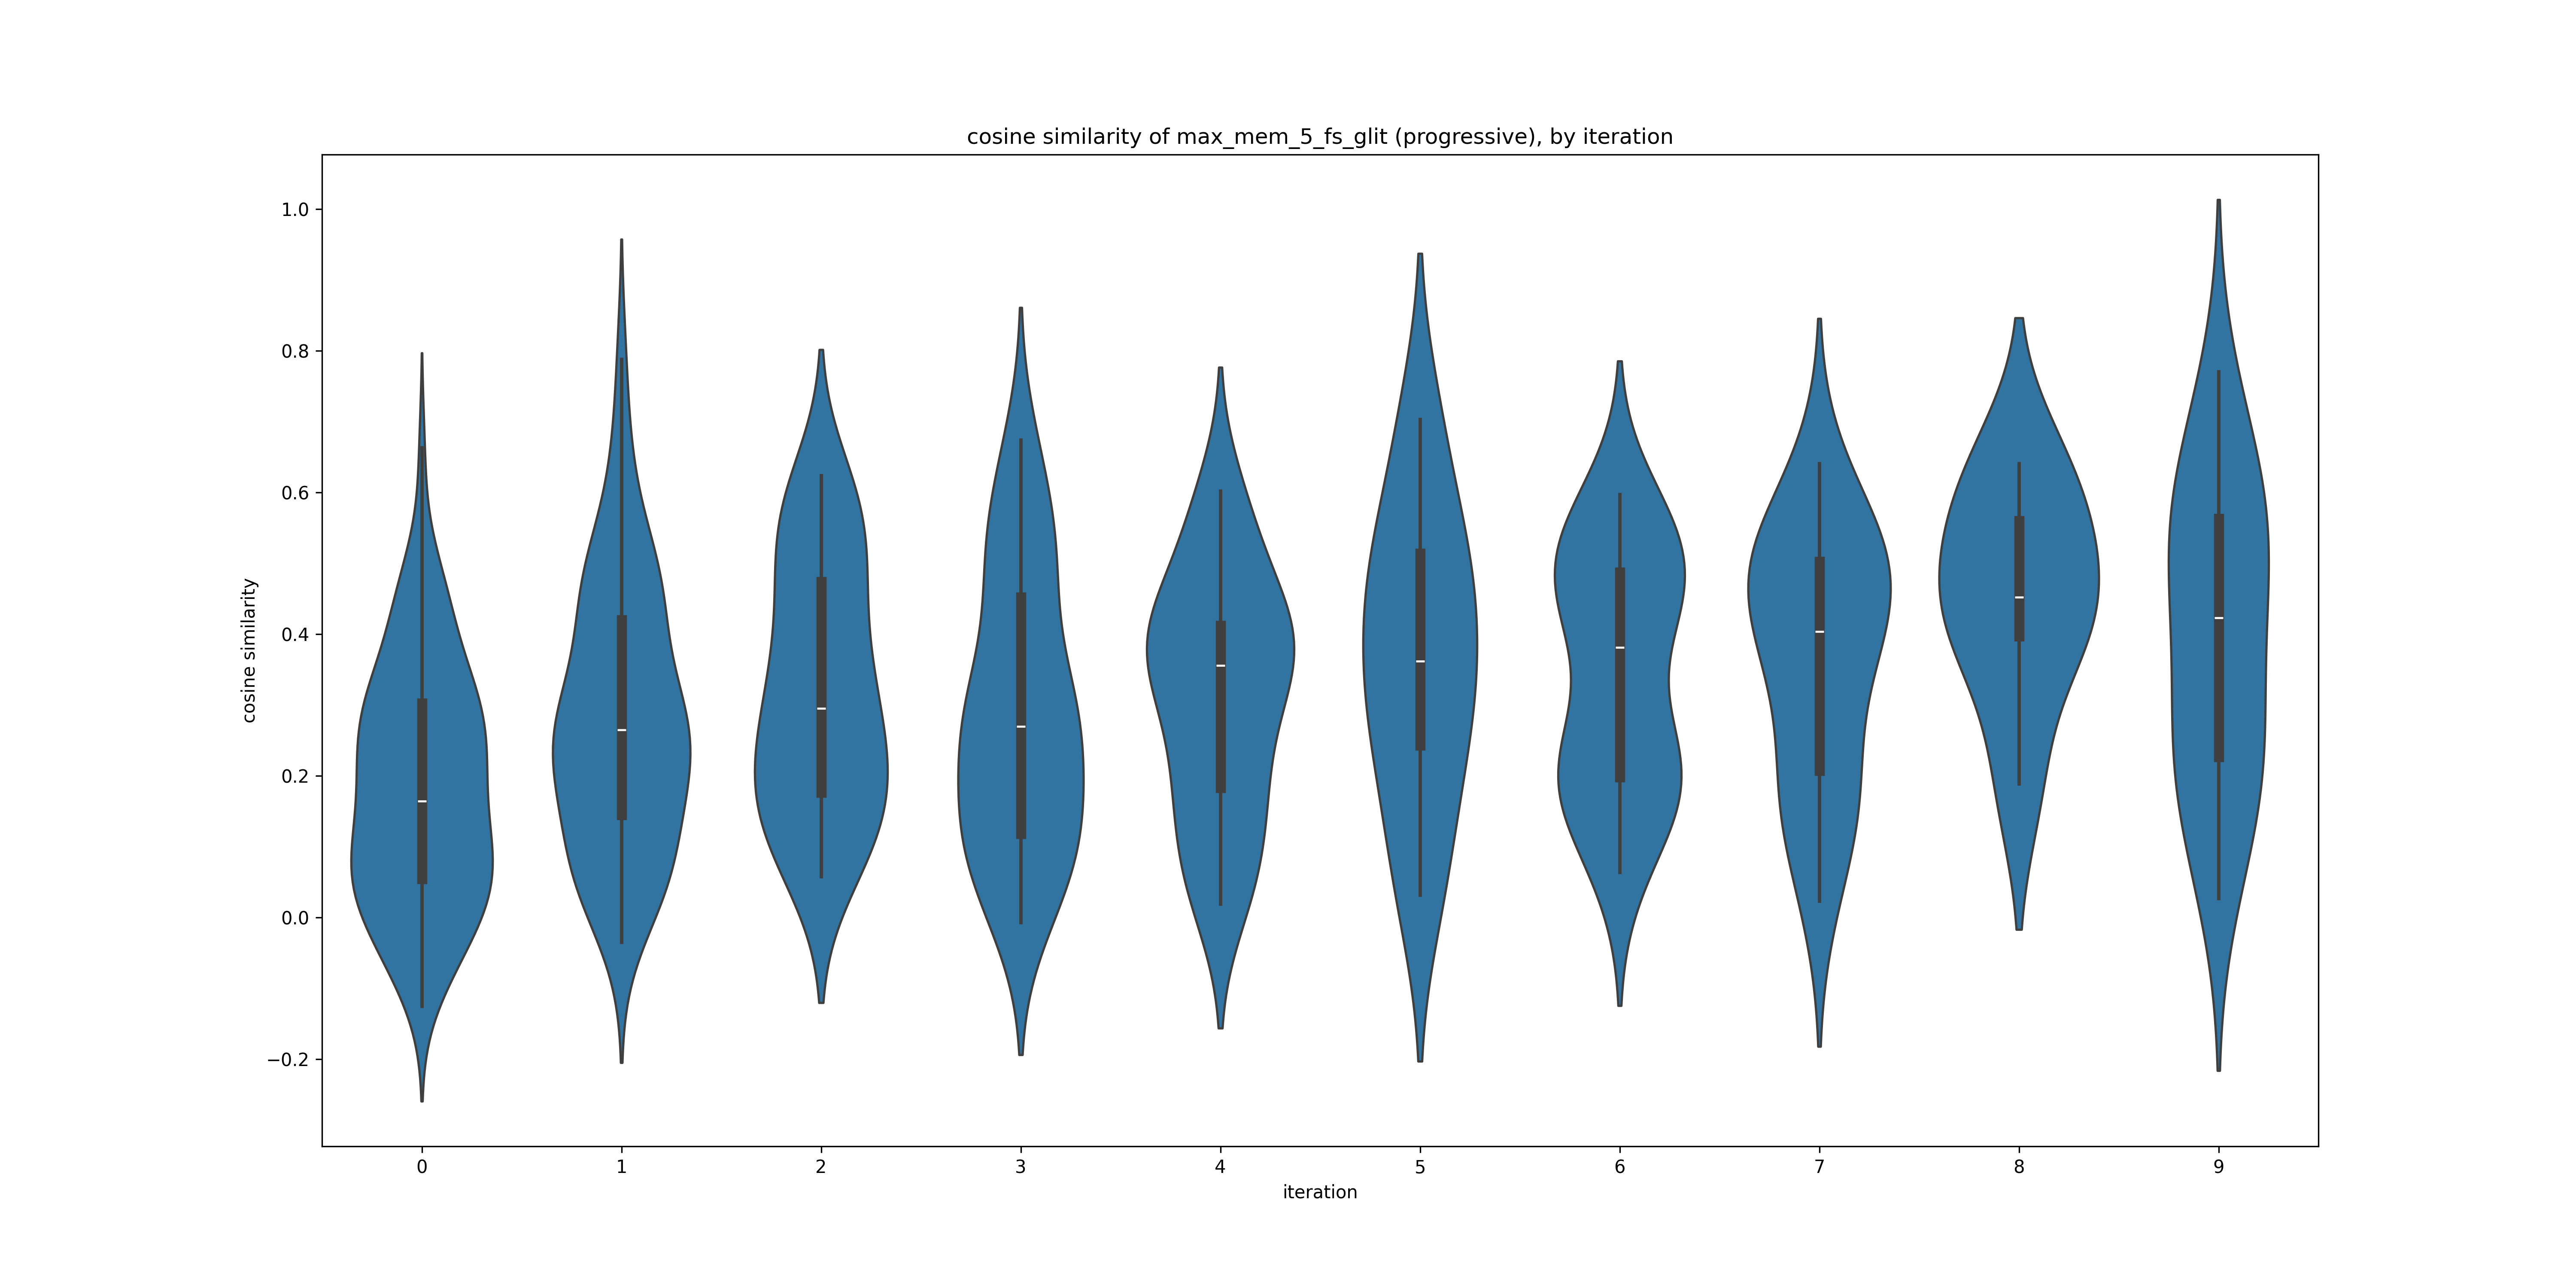 cosine similarity of max_mem_5_fs_glit (progressive), by iteration
cosine similarity
1.0
0.8
0.6
0.4
0.2
0.0
−0.2
0 1 2 3 4 5 6 7 8 9
iteration